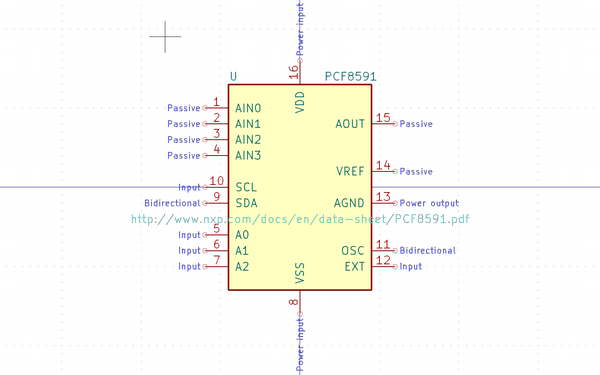 Power input
16
U
PCF8591
VDD
Passive 1 AIN0
Passive 2 AIN1
Passive 3 AIN2
Passive 4 AIN3
AOUT 15 Passive
VREF 14 Passive
Input 10 SCL
Bidirectional 9 SDA
AGND 13 Power output
http://www.nxp.com/docs/en/data-sheet/PCF8591.pdf
Input 5 A0
Input 6 A1
Input 7 A2
OSC 11 Bidirectional
EXT 12 Input
VSS
8
Power input